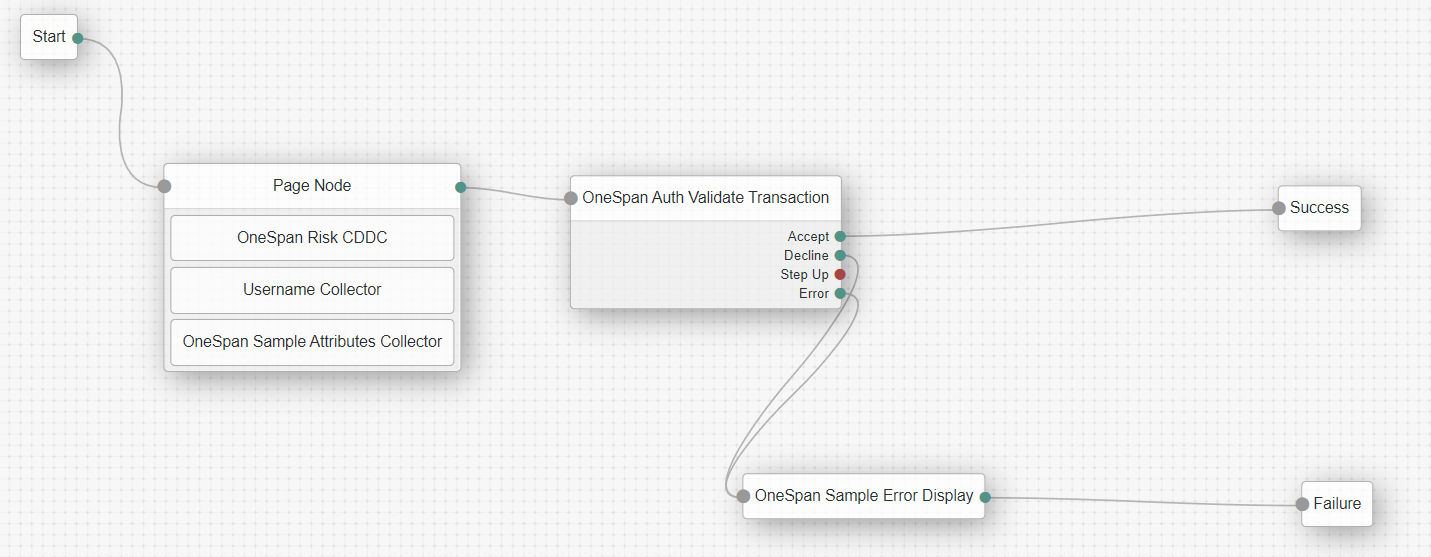 Start
Page Node
OneSpan Risk CDDC
Username Collector
OneSpan Sample Attributes Collector
OneSpan Auth Validate Transaction
Accept
Decline
Step Up
Error
Success
OneSpan Sample Error Display
Failure